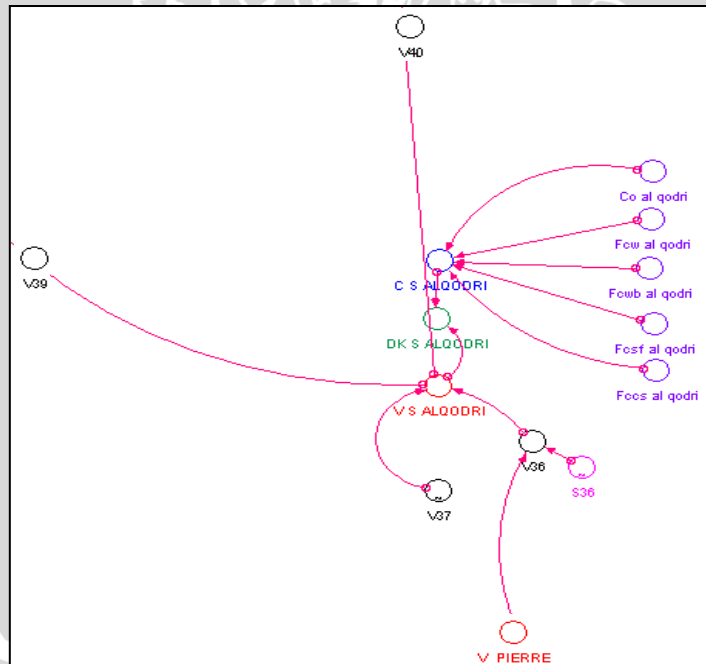 V40
Co al qodri
Fcw al qodri
V39
Fcwb al qodri
C S ALQODRI
Fcsf al qodri
DK S ALQODRI
Fccs al qodri
V S ALQODRI
V36
S36
V37
V PIERRE